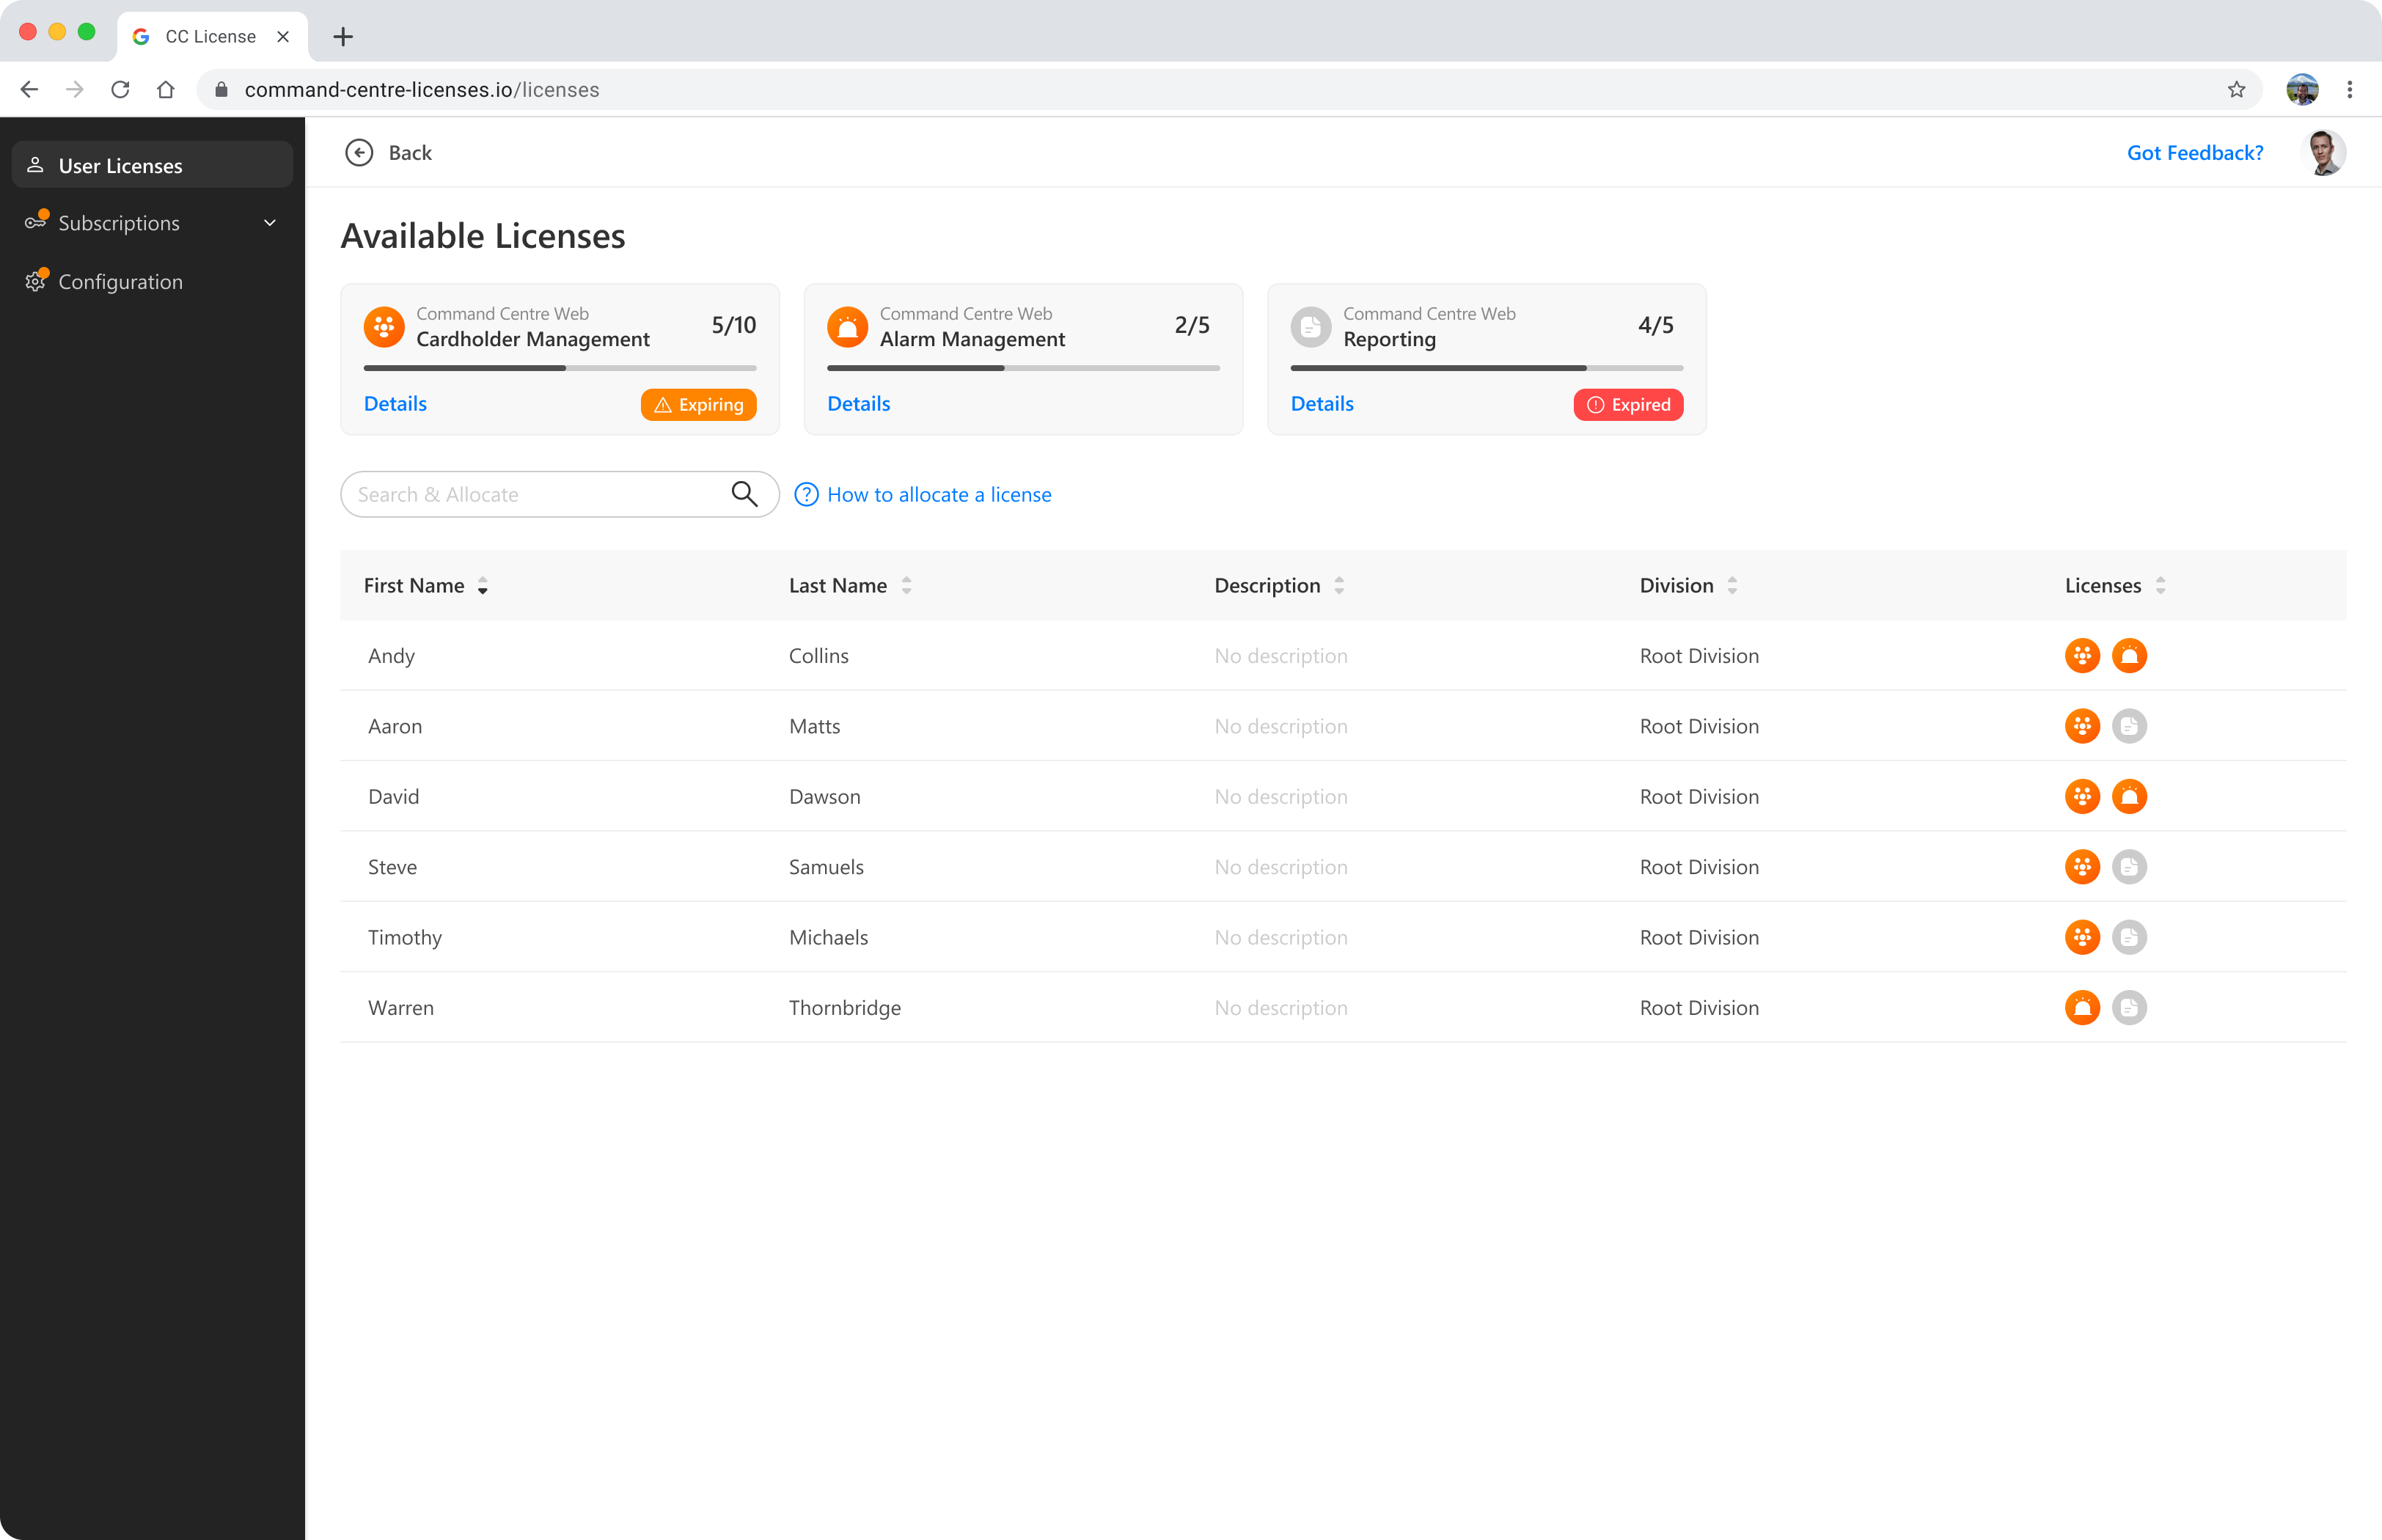 CC License
command-centre-licenses.io/licenses
User Licenses
Subscriptions
Configuration
Back
Got Feedback?
Available Licenses
Command Centre Web
Cardholder Management
5/10
Details
Expiring
Command Centre Web
Alarm Management
2/5
Details
Command Centre Web
Reporting
4/5
Details
Expired
Search & Allocate
How to allocate a license
First Name Last Name Description Division Licenses
Andy Collins No description Root Division
Aaron Matts No description Root Division
David Dawson No description Root Division
Steve Samuels No description Root Division
Timothy Michaels No description Root Division
Warren Thornbridge No description Root Division